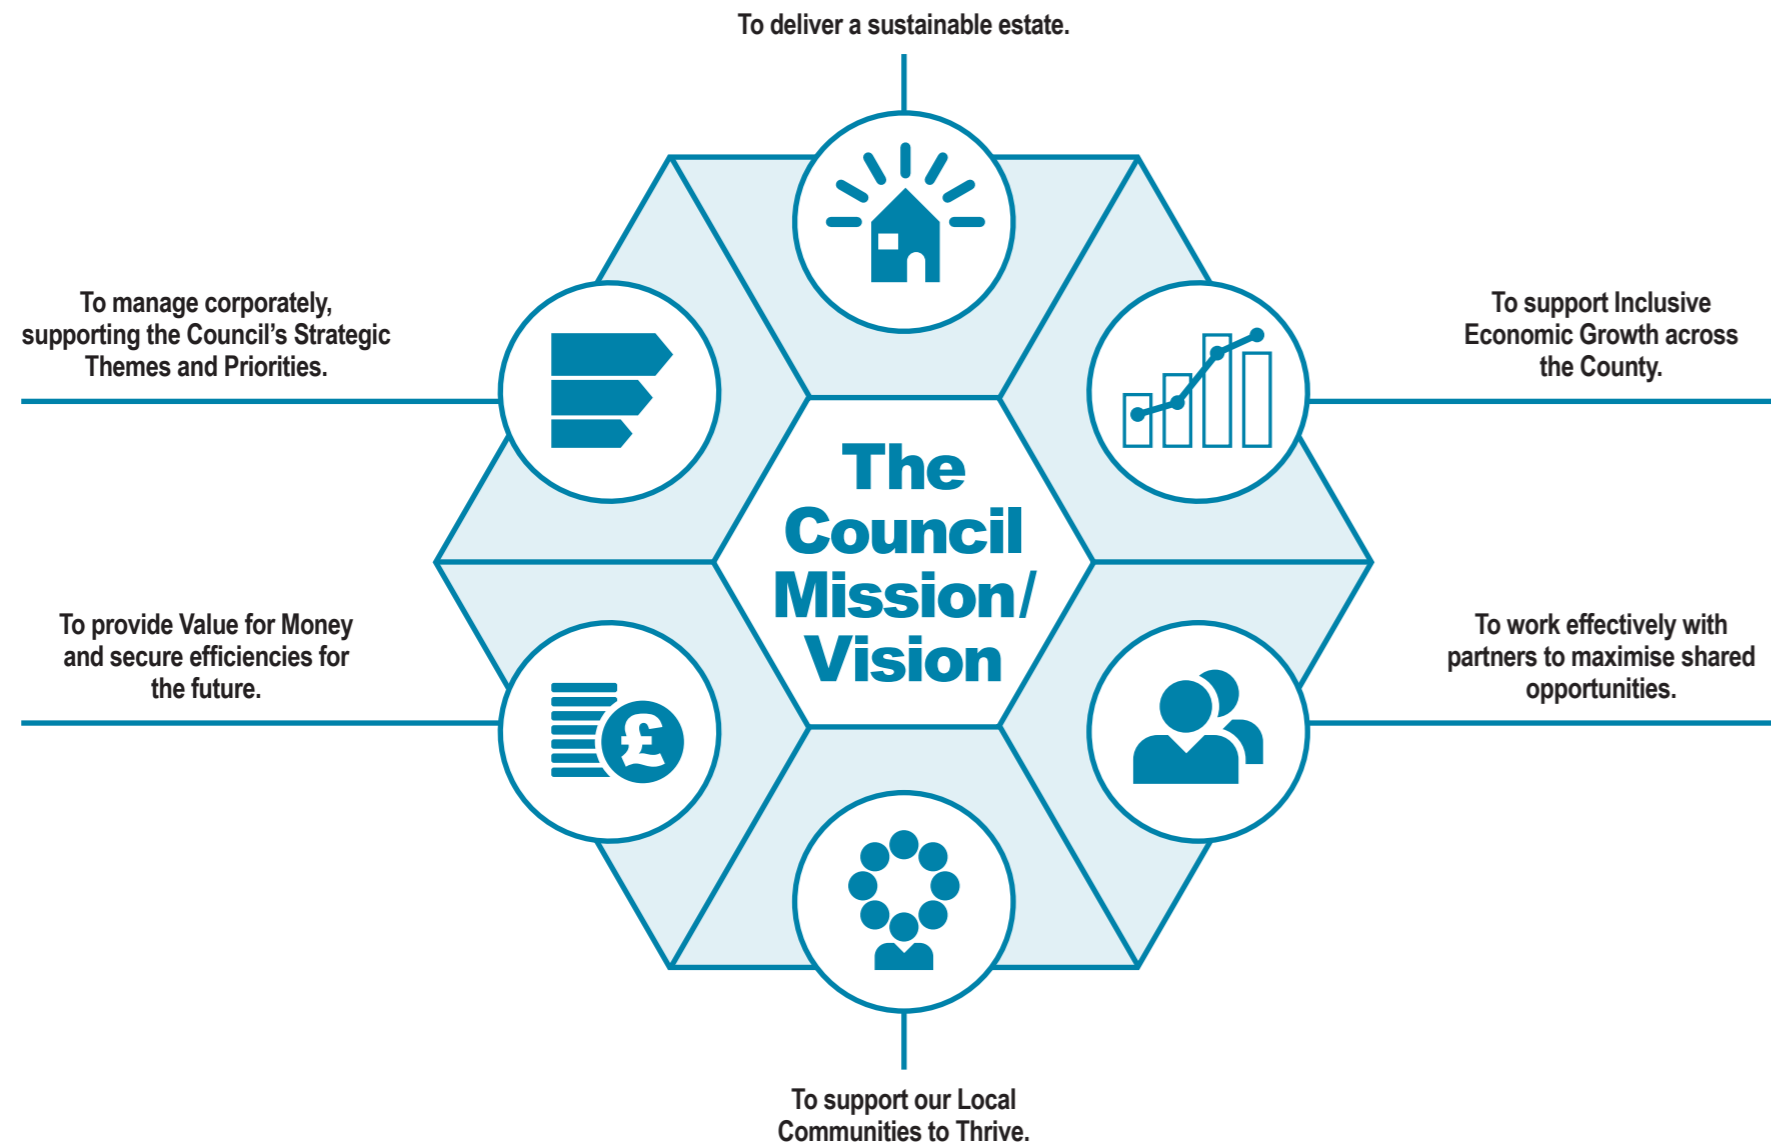 To deliver a sustainable estate.
To manage corporately,
supporting the Council’s Strategic
Themes and Priorities.
To support Inclusive
Economic Growth across
the County.
The
Council
Mission/
Vision
To provide Value for Money
and secure efficiencies for
the future.
£
To work effectively with
partners to maximise shared
opportunities.
To support our Local
Communities to Thrive.